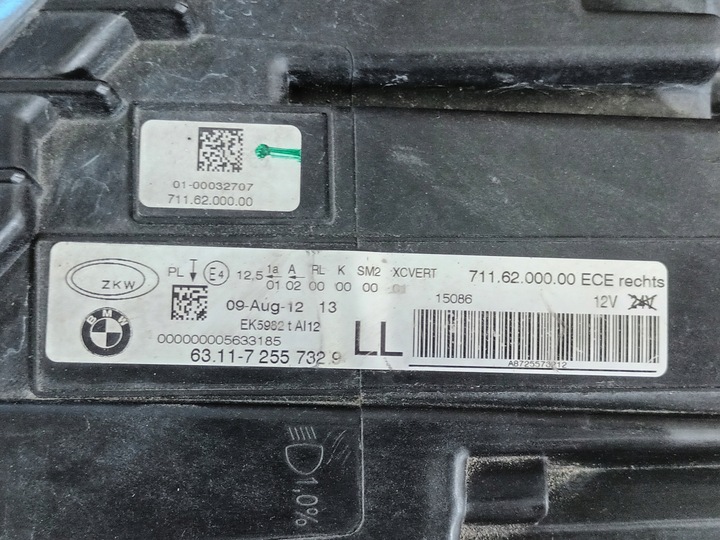 01-00032707
711.62.000.00
ZKW
PL E4 12,5 1a A RL K SM2 XCVERT 711.62.000.00 ECE rechts
01 02 00 00 00
09-Aug-12 13 15086 12V 24V
BMW
EK5982 t AI12
000000005633185
63.11-7 255 732.9 LL
1,0%